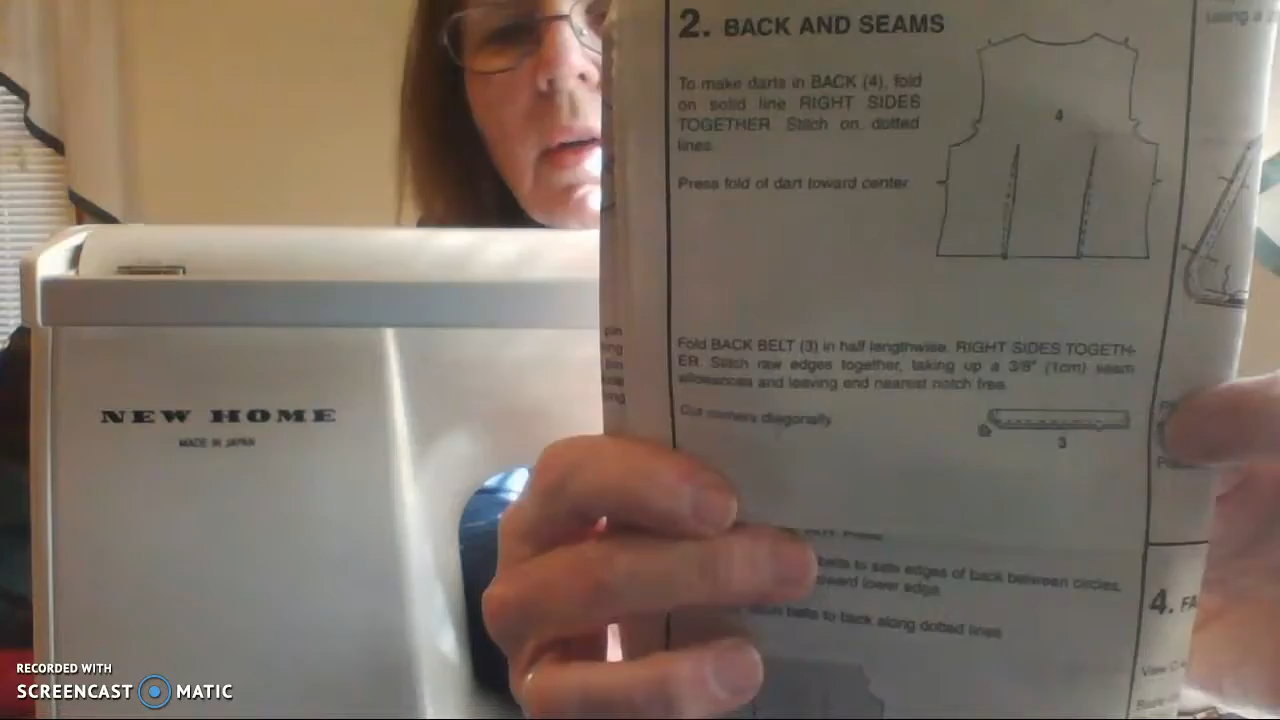 2. BACK AND SEAMS
To make darts in BACK (4), fold
on solid line RIGHT SIDES
TOGETHER. Stitch on dotted
lines.
Press fold of dart toward center
4
Fold BACK BELT (3) in half lengthwise, RIGHT SIDES TOGETH-
ER. Stitch raw edges together, taking up a 3/8" (1cm) seam
allowances and leaving end nearest notch free.
Cut corners diagonally.
3
belts to side edges of back between circles,
toward lower edge.
belts to back along dotted lines
4. FA
using a
pin
NEW HOME
MADE IN JAPAN
RECORDED WITH
SCREENCAST MATIC